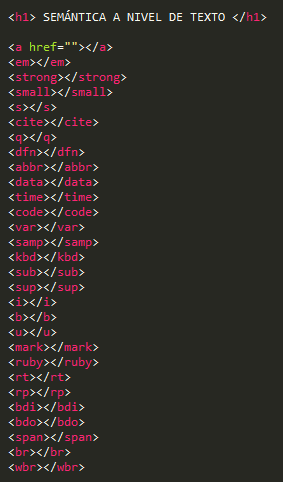 <h1> SEMÁNTICA A NIVEL DE TEXTO </h1>
<a href=""></a>
<em></em>
<strong></strong>
<small></small>
<s></s>
<cite></cite>
<q></q>
<dfn></dfn>
<abbr></abbr>
<data></data>
<time></time>
<code></code>
<var></var>
<samp></samp>
<kbd></kbd>
<sub></sub>
<sup></sup>
<i></i>
<b></b>
<u></u>
<mark></mark>
<ruby></ruby>
<rt></rt>
<rp></rp>
<bdi></bdi>
<bdo></bdo>
<span></span>
<br></br>
<wbr></wbr>